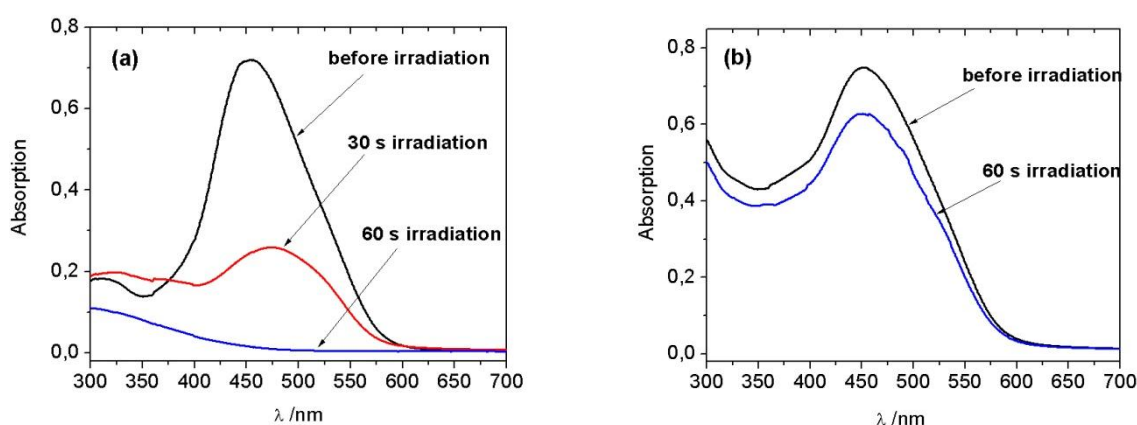 (a)
before irradiation
30 s irradiation
60 s irradiation
Absorption
0,8
0,6
0,4
0,2
0,0
300 350 400 450 500 550 600 650 700
λ /nm
(b)
before irradiation
60 s irradiation
Absorption
0.8
0.6
0.4
0.2
0.0
300 350 400 450 500 550 600 650 700
λ /nm